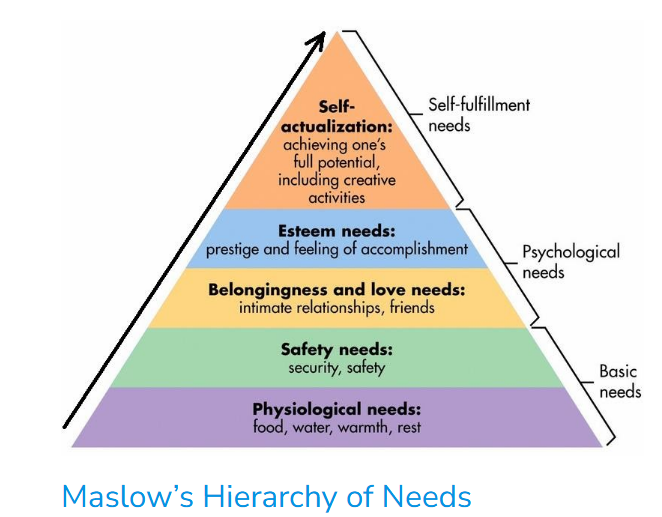 Self-
actualization:
achieving one's
full potential,
including creative
activities
Self-fulfillment
needs
Esteem needs:
prestige and feeling of accomplishment
Psychological
needs
Belongingness and love needs:
intimate relationships, friends
Safety needs:
security, safety
Basic
needs
Physiological needs:
food, water, warmth, rest
Maslow's Hierarchy of Needs